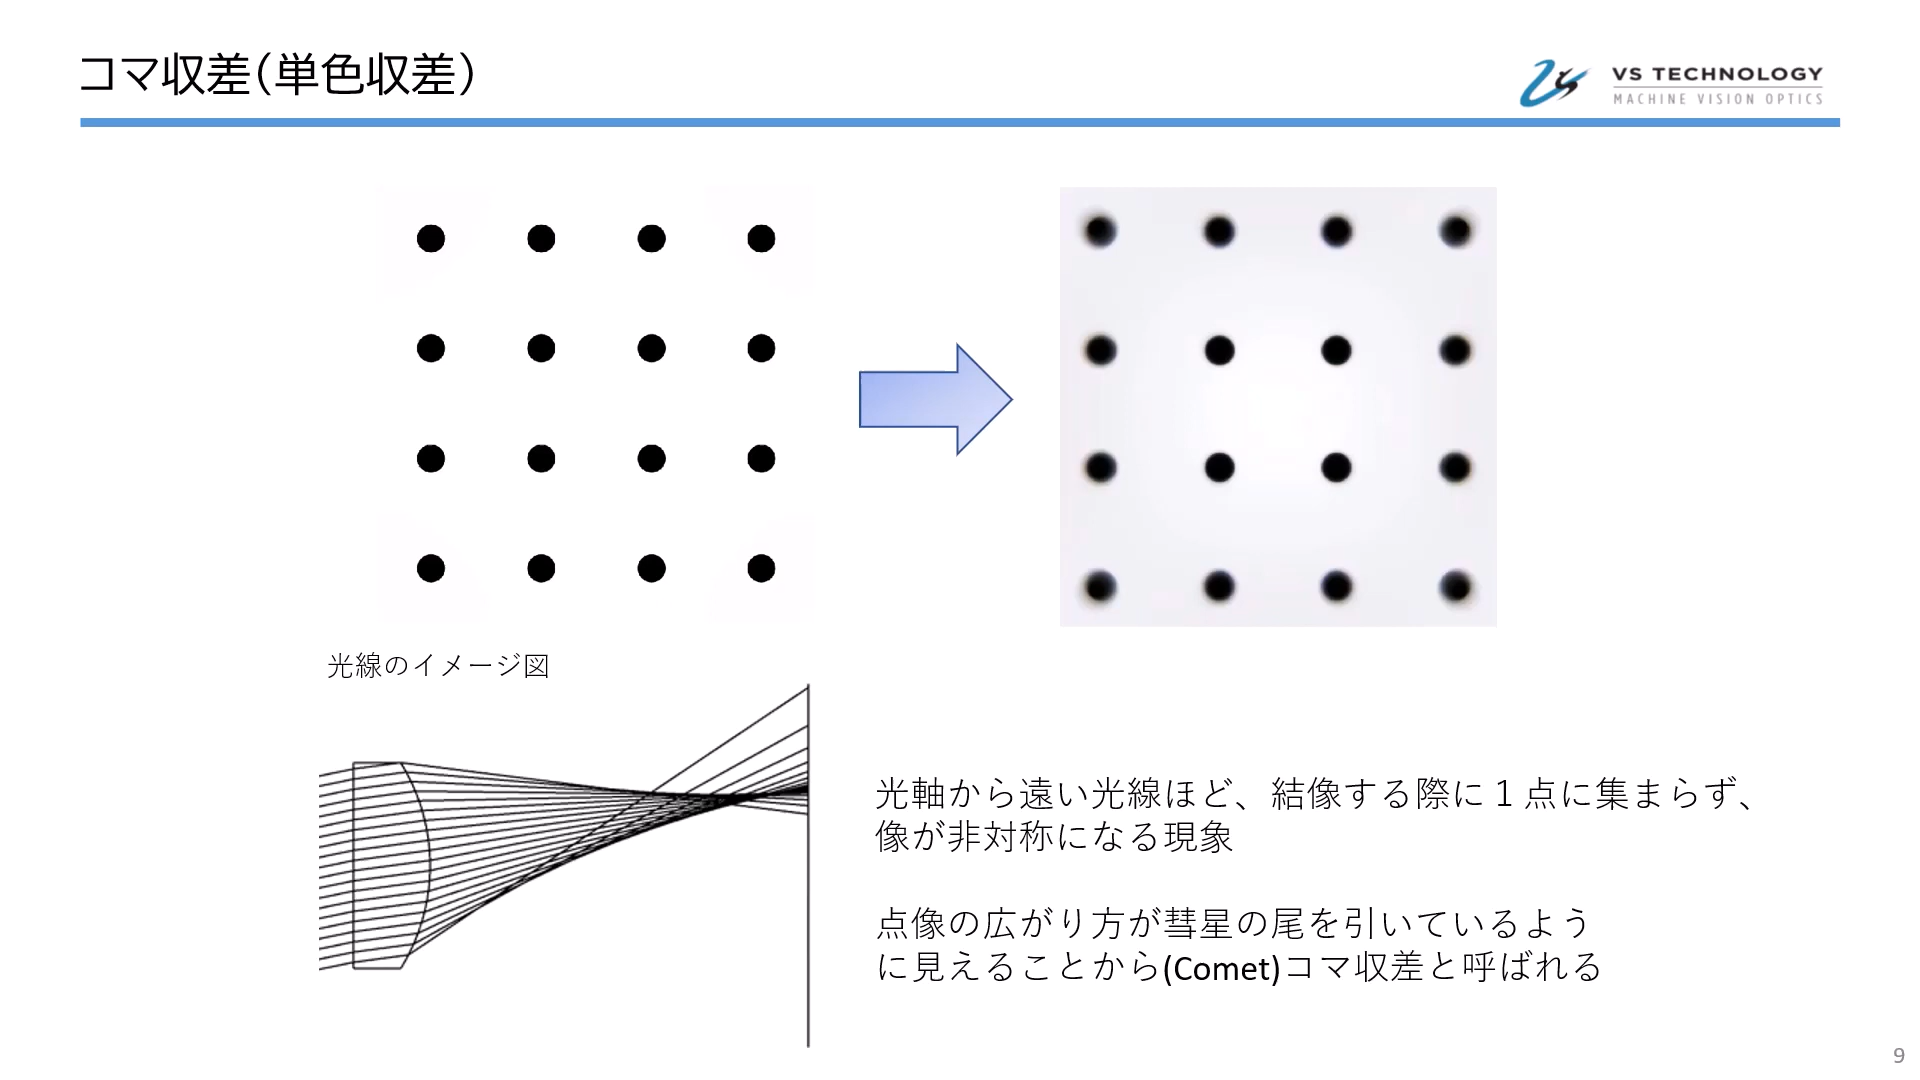 コマ収差(単色収差)
VS TECHNOLOGY
MACHINE VISION OPTICS
光線のイメージ図
光軸から遠い光線ほど、結像する際に1点に集まらず、
像が非対称になる現象
点像の広がり方が彗星の尾を引いているよう
に見えることから(Comet)コマ収差と呼ばれる
9